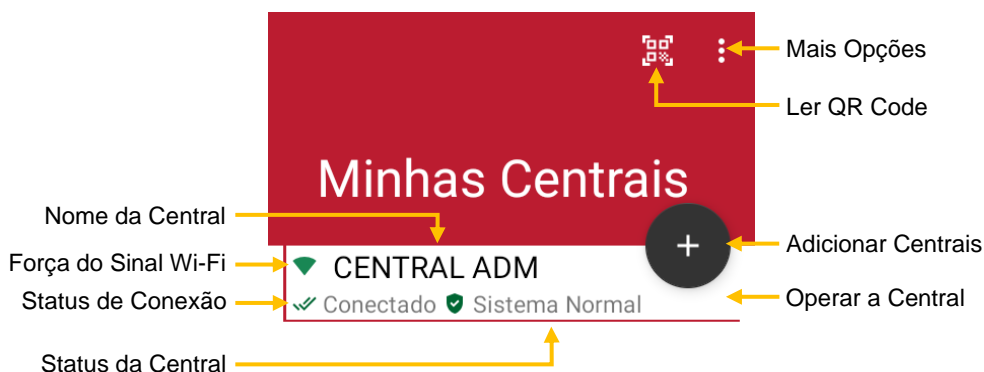 Mais Opções
Ler QR Code
Minhas Centrais
Nome da Central
Adicionar Centrais
Força do Sinal Wi-Fi
CENTRAL ADM
Status de Conexão
Conectado Sistema Normal
Operar a Central
Status da Central